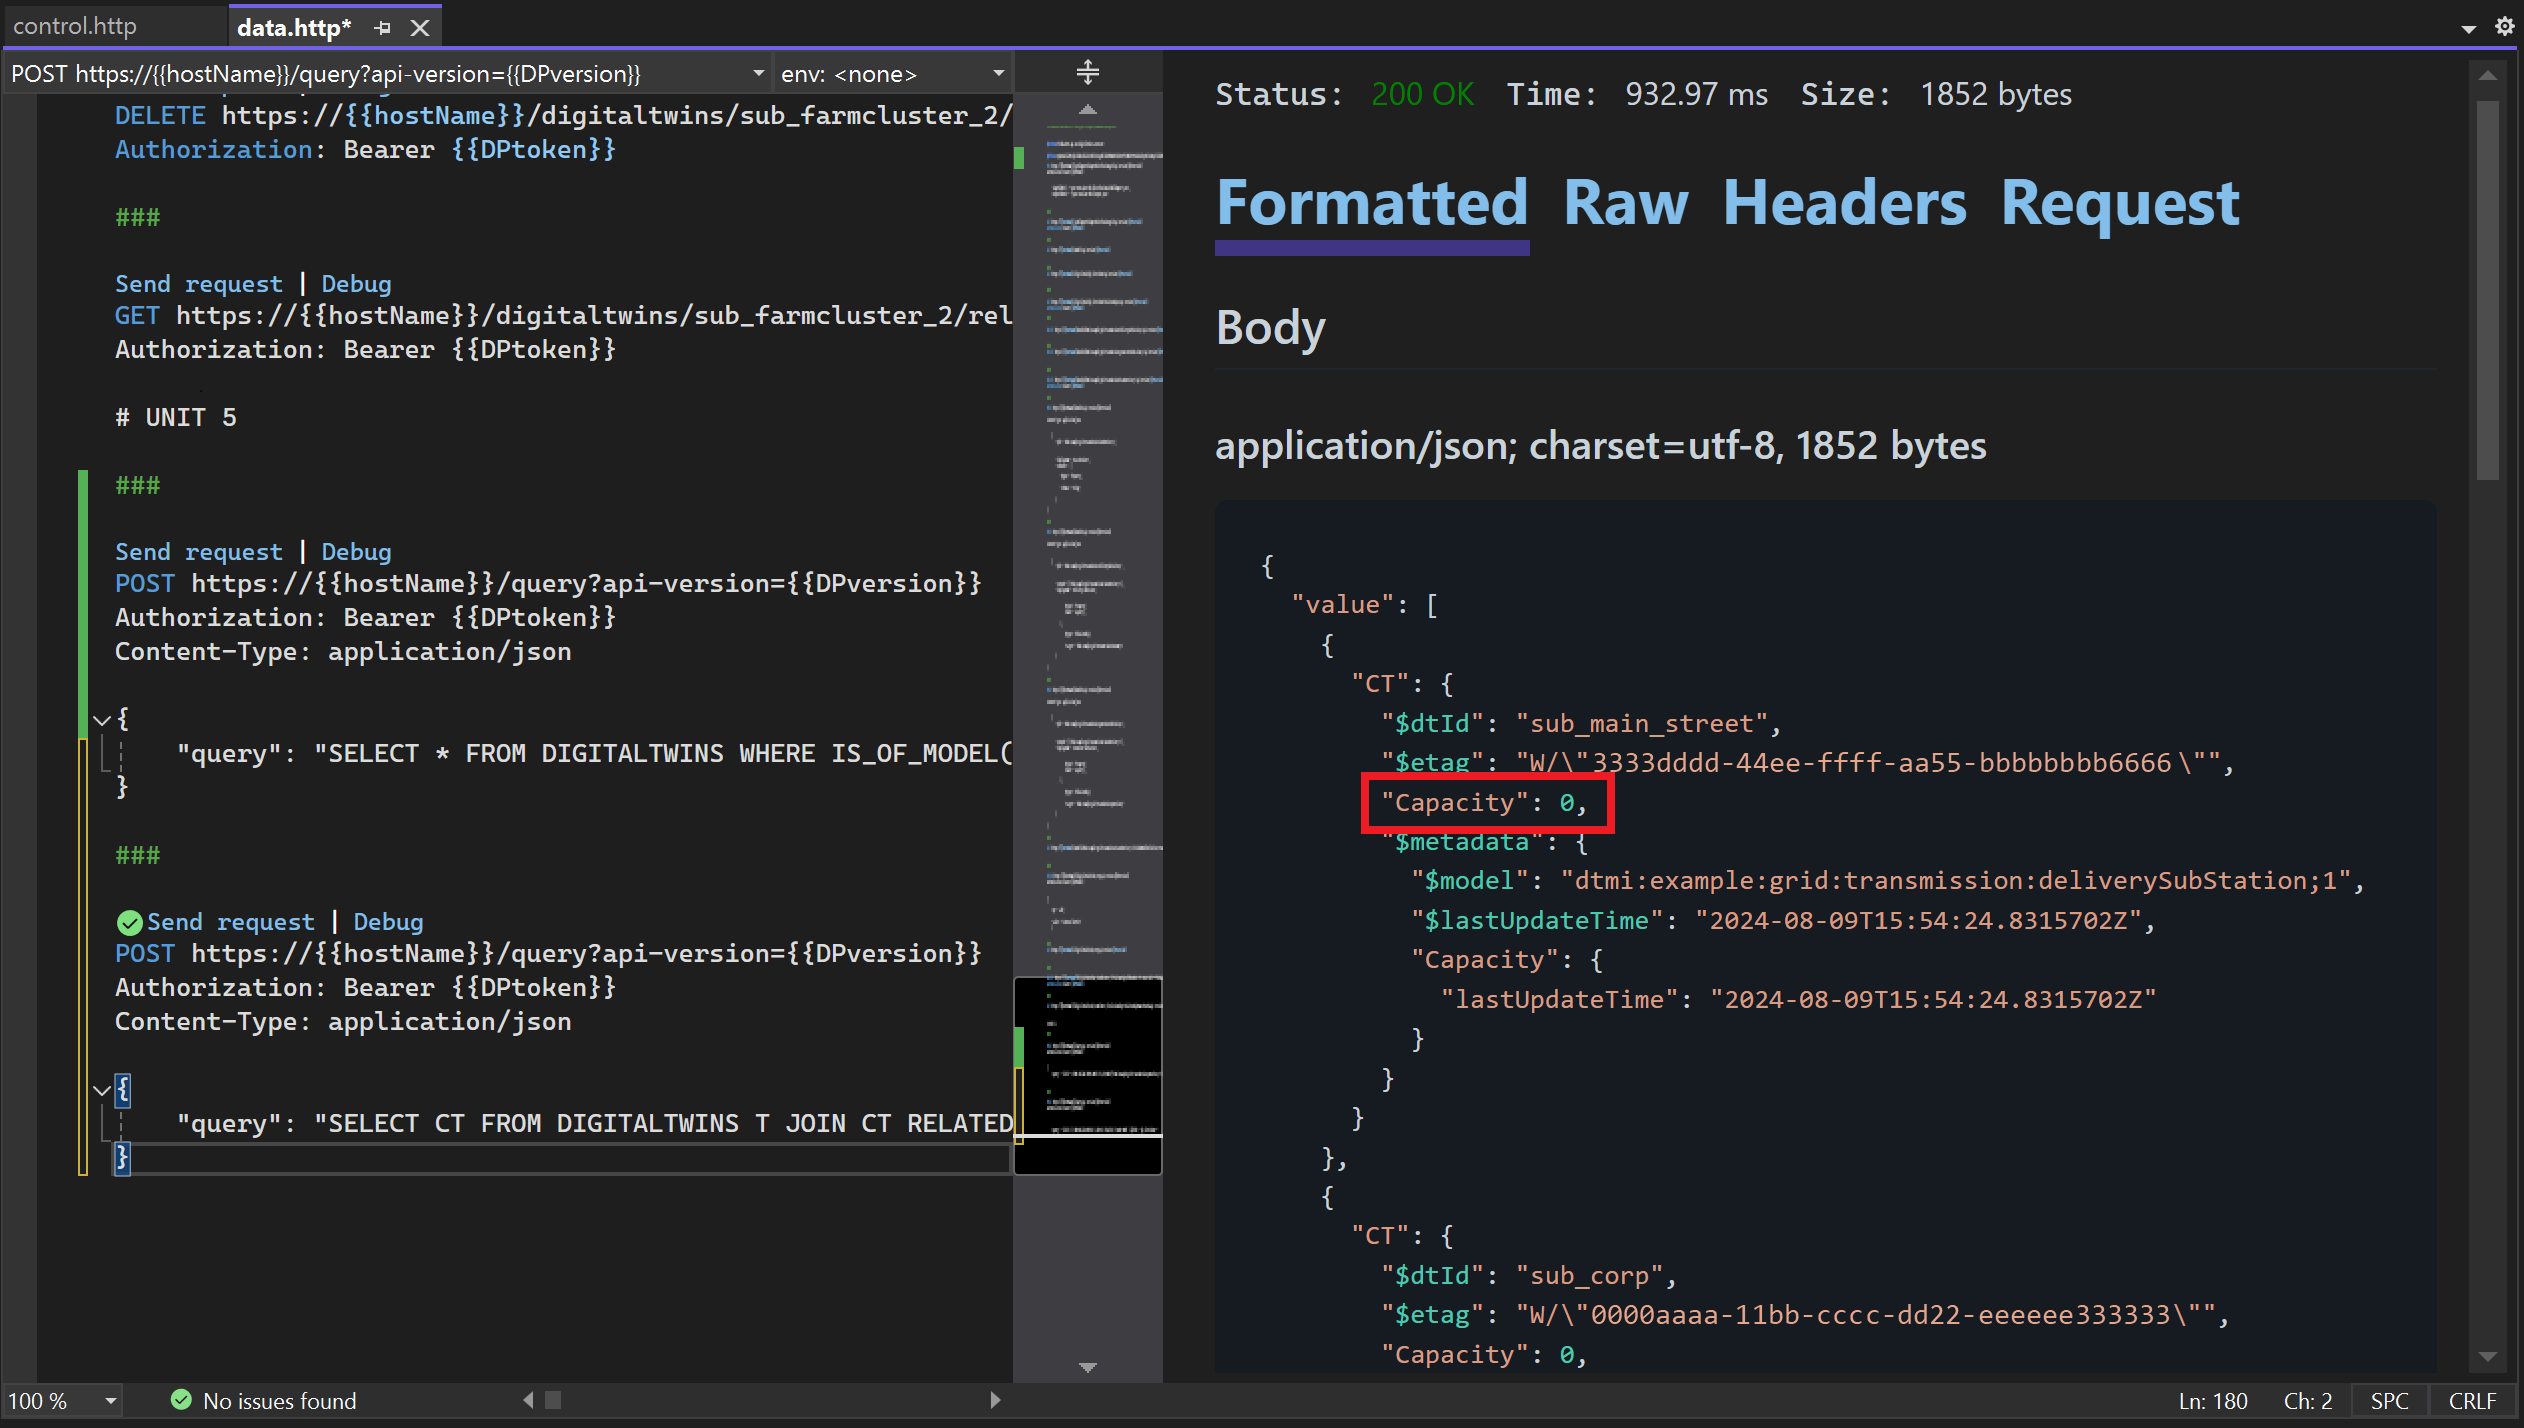 control.http
data.http*
POST https://{{hostName}}/query?api-version={{DPversion}}
env: <none>
DELETE https://{{hostName}}/digitaltwins/sub_farmcluster_2/
Authorization: Bearer {{DPtoken}}
###
Send request | Debug
GET https://{{hostName}}/digitaltwins/sub_farmcluster_2/rel
Authorization: Bearer {{DPtoken}}
# UNIT 5
###
Send request | Debug
POST https://{{hostName}}/query?api-version={{DPversion}}
Authorization: Bearer {{DPtoken}}
Content-Type: application/json
{
"query": "SELECT * FROM DIGITALTWINS WHERE IS_OF_MODEL(
}
###
Send request | Debug
POST https://{{hostName}}/query?api-version={{DPversion}}
Authorization: Bearer {{DPtoken}}
Content-Type: application/json
{
"query": "SELECT CT FROM DIGITALTWINS T JOIN CT RELATED
}
Status: 200 OK Time: 932.97 ms Size: 1852 bytes
Formatted Raw Headers Request
Body
application/json; charset=utf-8, 1852 bytes
{
"value": [
{
"CT": {
"$dtId": "sub_main_street",
"$etag": "W/\"3333dddd-44ee-ffff-aa55-bbbbbbbb6666\"",
"Capacity": 0,
"$metadata": {
"$model": "dtmi:example:grid:transmission:deliverySubStation;1",
"$lastUpdateTime": "2024-08-09T15:54:24.8315702Z",
"Capacity": {
"lastUpdateTime": "2024-08-09T15:54:24.8315702Z"
}
}
}
},
{
"CT": {
"$dtId": "sub_corp",
"$etag": "W/\"0000aaaa-11bb-cccc-dd22-eeeeee333333\"",
"Capacity": 0,
100 %
No issues found
Ln: 180
Ch: 2
SPC
CRLF